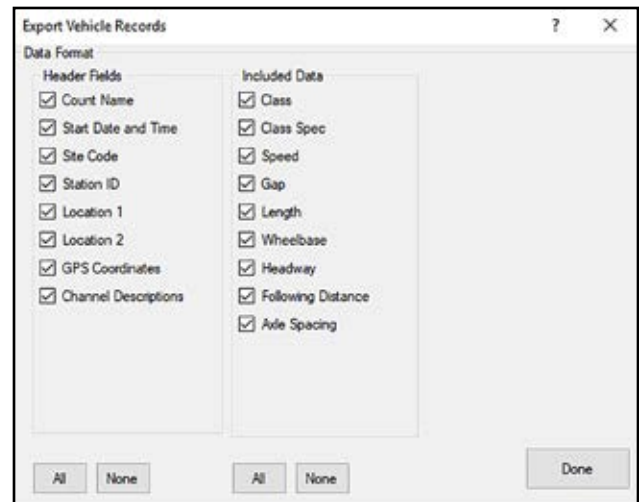 Export Vehicle Records ?
Data Format
Header Fields
Count Name
Start Date and Time
Site Code
Station ID
Location 1
Location 2
GPS Coordinates
Channel Descriptions
All None
Included Data
Class
Class Spec
Speed
Gap
Length
Wheelbase
Headway
Following Distance
Axle Spacing
All None
Done